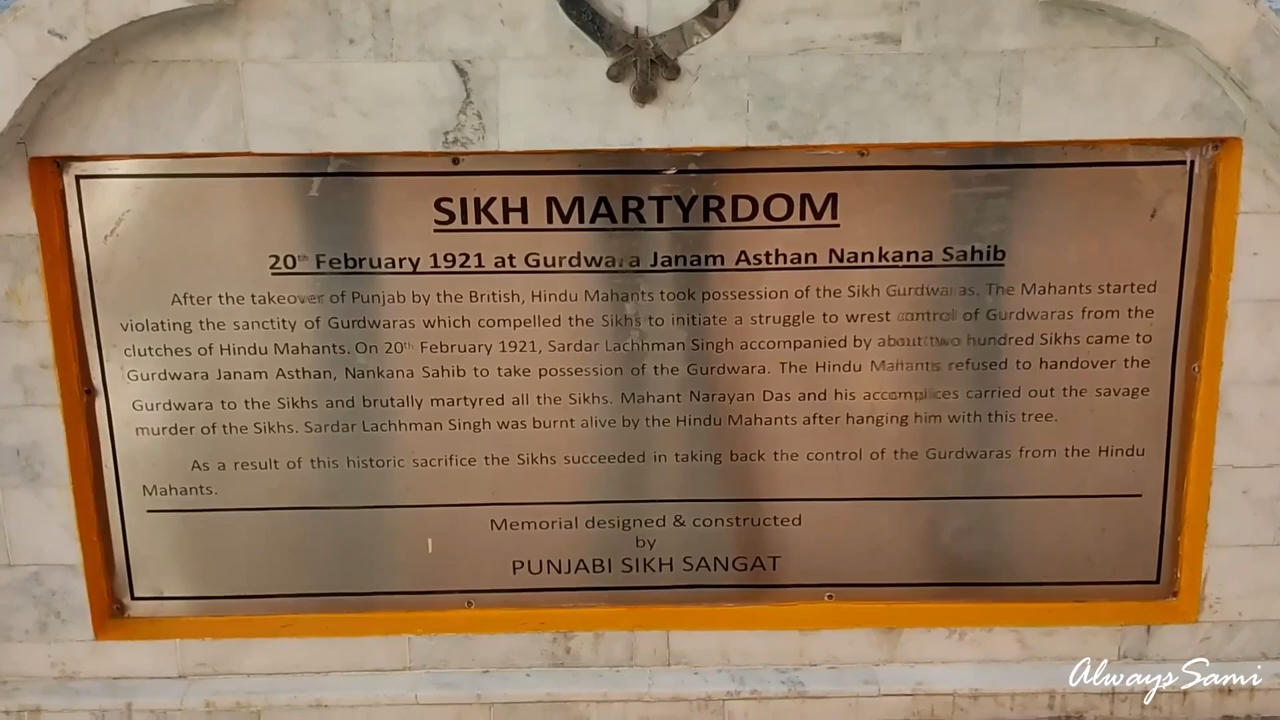 SIKH MARTYRDOM
20th February 1921 at Gurdwara Janam Asthan Nankana Sahib
After the takeover of Punjab by the British, Hindu Mahants took possession of the Sikh Gurdwaras. The Mahants started
violating the sanctity of Gurdwaras which compelled the Sikhs to initiate a struggle to wrest control of Gurdwaras from the
clutches of Hindu Mahants. On 20th February 1921, Sardar Lachhman Singh accompanied by about two hundred Sikhs came to
Gurdwara Janam Asthan, Nankana Sahib to take possession of the Gurdwara. The Hindu Mahants refused to handover the
Gurdwara to the Sikhs and brutally martyred all the Sikhs. Mahant Narayan Das and his accomplices carried out the savage
murder of the Sikhs. Sardar Lachhman Singh was burnt alive by the Hindu Mahants after hanging him with this tree.
As a result of this historic sacrifice the Sikhs succeeded in taking back the control of the Gurdwaras from the Hindu
Mahants.
Memorial designed & constructed
by
PUNJABI SIKH SANGAT
AlwaysSami